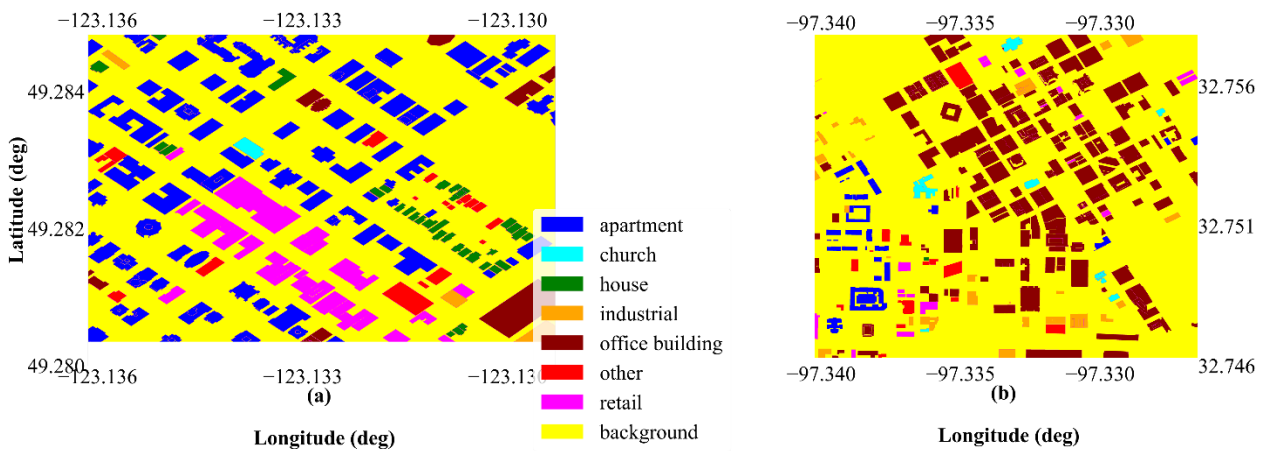 −123.136 −123.133 −123.130
49.284
49.282
49.280
Latitude (deg)
−123.136 −123.133 −123.130
(a)
Longitude (deg)
apartment
church
house
industrial
office building
other
retail
background
−97.340 −97.335 −97.330
32.756
32.751
32.746
−97.340 −97.335 −97.330
(b)
Longitude (deg)